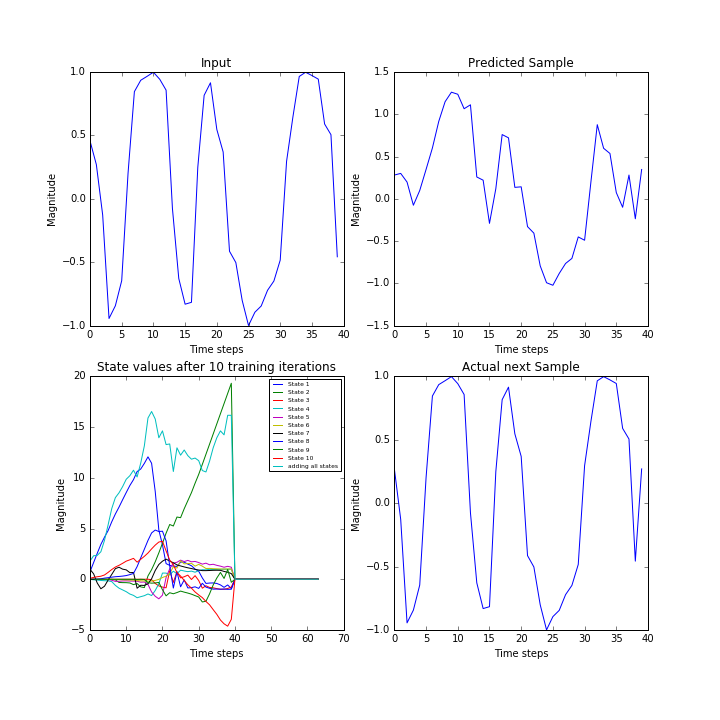 Input
Magnitude
1.0
0.5
0.0
−0.5
−1.0
0 5 10 15 20 25 30 35 40
Time steps
Predicted Sample
Magnitude
1.5
1.0
0.5
0.0
−0.5
−1.0
−1.5
0 5 10 15 20 25 30 35 40
Time steps
State values after 10 training iterations
Magnitude
20
15
10
5
0
−5
0 10 20 30 40 50 60 70
Time steps
State 1
State 2
State 3
State 4
State 5
State 6
State 7
State 8
State 9
State 10
adding all states
Actual next Sample
Magnitude
1.0
0.5
0.0
−0.5
−1.0
0 5 10 15 20 25 30 35 40
Time steps